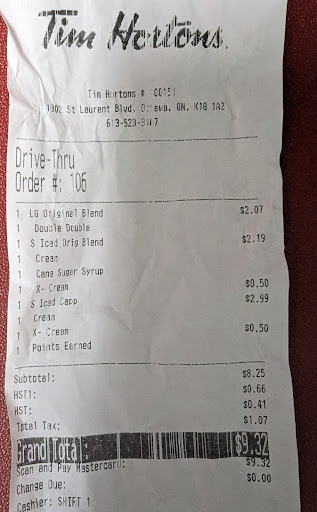 Tim Hortons
Tim Hortons # 00151
1802 St Laurent Blvd, Ottawa, ON, K1G 1A2
Drive-Thru
Order #: 106
1 LG Original Blend $2.07
1 Double Double
1 S Iced Orig Blend $2.19
1 Cream
1 Cane Sugar Syrup
1 X- Cream $0.50
1 S Iced Capp $2.99
1 Cream
1 X- Cream $0.50
1 Points Earned
Subtotal: $8.25
HST1: $0.66
HST: $0.41
Total Tax: $1.07
Grand Total: $9.32
Scan and Pay Mastercard: $9.32
Change Due: $0.00
Cashier: SHIFT 1